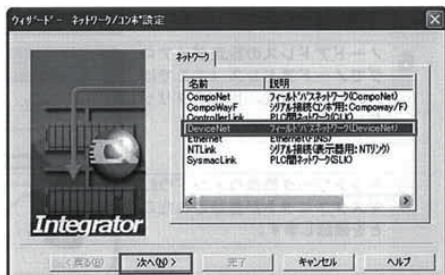 ウィザード - ネットワーク/コンポ設定
ネットワーク
名前 説明
CompoNet フィールドバスネットワーク(CompoNet)
CompoWayF シリアル接続(コンポ用: Compoway/F)
ControllerLink PLC間ネットワーク(CLK)
DeviceNet フィールドバスネットワーク(DeviceNet)
Ethernet Ethernet(FINS)
NTLink シリアル接続(表示器用: NTリンク)
SysmacLink PLC間ネットワーク(SLK)
Integrator
< 戻る(B) 次へ(N) > 完了 キャンセル ヘルプ